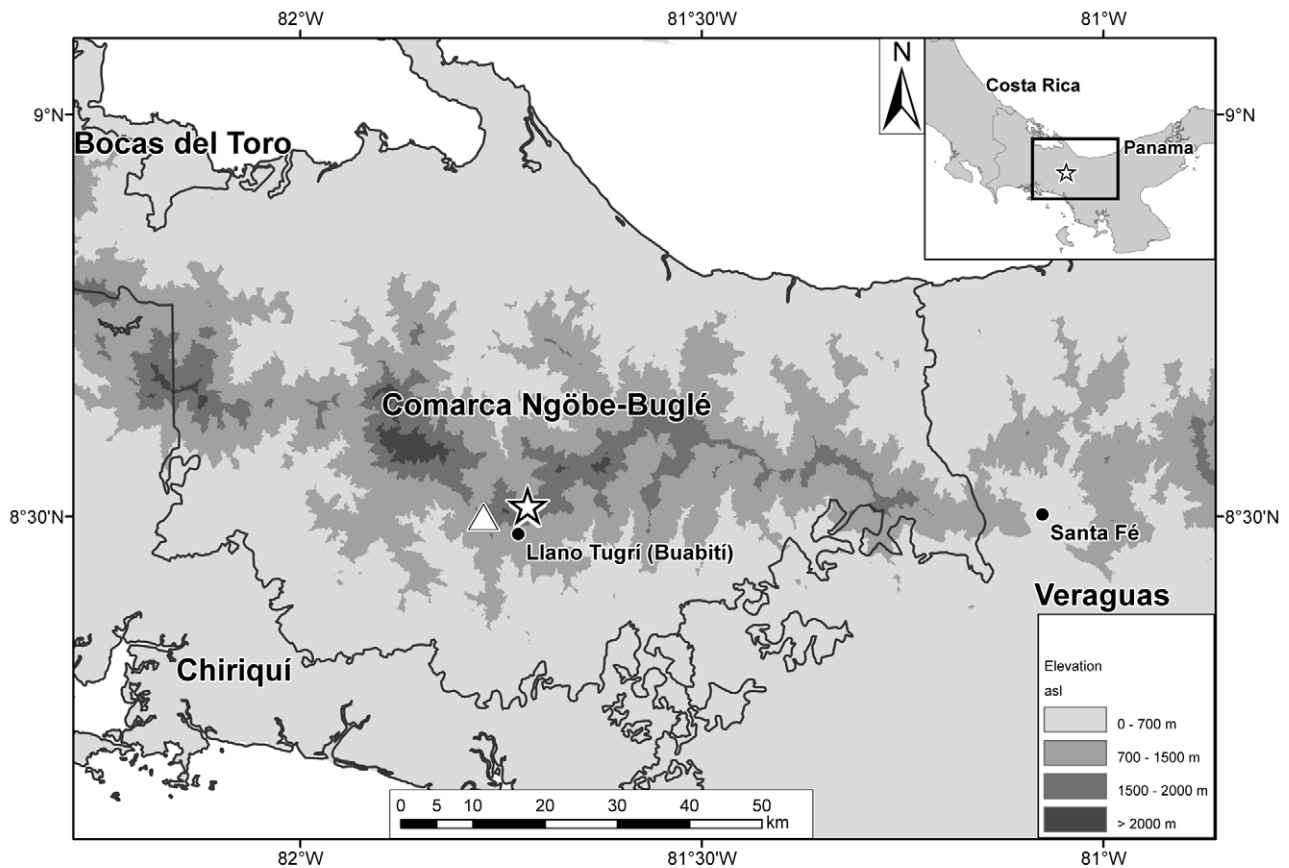 82°W
81°30'W
81°W
N
Costa Rica
9°N
9°N
Bocas del Toro
Panama
Comarca Ngöbe-Buglé
8°30'N
8°30'N
Santa Fé
Llano Tugrí (Buabití)
Veraguas
Chiriquí
Elevation
asl
0 - 700 m
700 - 1500 m
1500 - 2000 m
> 2000 m
0 5 10 20 30 40 50
km
82°W
81°30'W
81°W